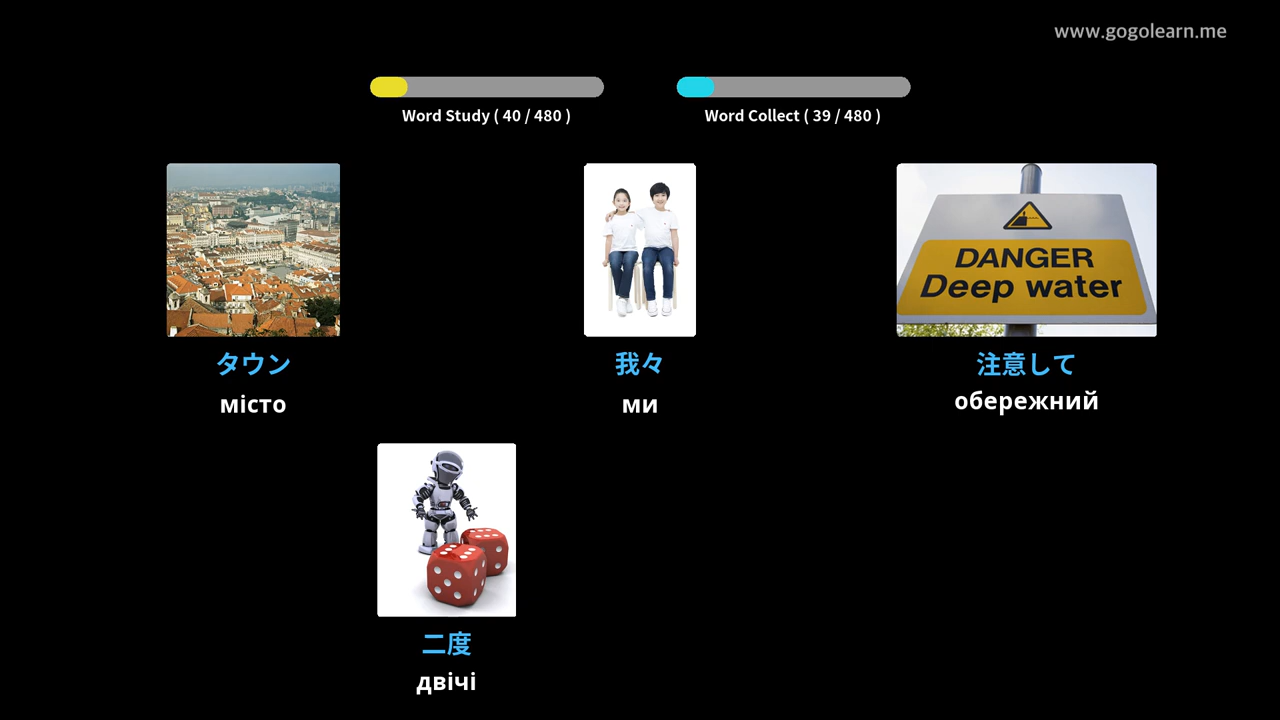 www.gogolearn.me
Word Study ( 40 / 480 )
Word Collect ( 39 / 480 )
DANGER
Deep water
タウン
місто
我々
ми
注意して
обережний
二度
двічі